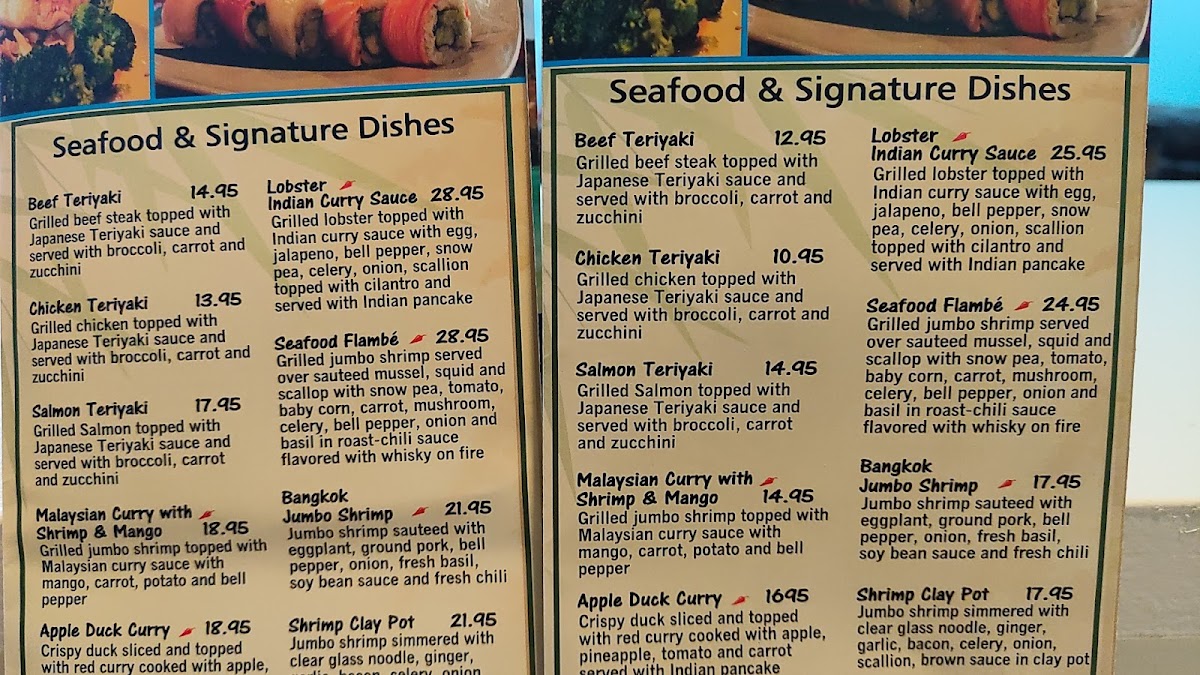 Seafood & Signature Dishes
Beef Teriyaki 14.95
Grilled beef steak topped with
Japanese Teriyaki sauce and
served with broccoli, carrot and
zucchini
Chicken Teriyaki 13.95
Grilled chicken topped with
Japanese Teriyaki sauce and
served with broccoli, carrot and
zucchini
Salmon Teriyaki 17.95
Grilled Salmon topped with
Japanese Teriyaki sauce and
served with broccoli, carrot
and zucchini
Malaysian Curry with
Shrimp & Mango 18.95
Grilled jumbo shrimp topped with
Malaysian curry sauce with
mango, carrot, potato and bell
pepper
Apple Duck Curry 18.95
Crispy duck sliced and topped
with red curry cooked with apple,
Lobster
Indian Curry Sauce 28.95
Grilled lobster topped with
Indian curry sauce with egg,
jalapeno, bell pepper, snow
pea, celery, onion, scallion
topped with cilantro and
served with Indian pancake
Seafood Flambé 28.95
Grilled jumbo shrimp served
over sauteed mussel, squid and
scallop with snow pea, tomato,
baby corn, carrot, mushroom,
celery, bell pepper, onion and
basil in roast-chili sauce
flavored with whisky on fire
Bangkok
Jumbo Shrimp 21.95
Jumbo shrimp sauteed with
eggplant, ground pork, bell
pepper, onion, fresh basil,
soy bean sauce and fresh chili
Shrimp Clay Pot 21.95
Jumbo shrimp simmered with
clear glass noodle, ginger,
garlic, bacon, celery, onion,
Seafood & Signature Dishes
Beef Teriyaki 12.95
Grilled beef steak topped with
Japanese Teriyaki sauce and
served with broccoli, carrot and
zucchini
Chicken Teriyaki 10.95
Grilled chicken topped with
Japanese Teriyaki sauce and
served with broccoli, carrot and
zucchini
Salmon Teriyaki 14.95
Grilled Salmon topped with
Japanese Teriyaki sauce and
served with broccoli, carrot
and zucchini
Malaysian Curry with
Shrimp & Mango 14.95
Grilled jumbo shrimp topped with
Malaysian curry sauce with
mango, carrot, potato and bell
pepper
Apple Duck Curry 1695
Crispy duck sliced and topped
with red curry cooked with apple,
pineapple, tomato and carrot
served with Indian pancake
Lobster
Indian Curry Sauce 25.95
Grilled lobster topped with
Indian curry sauce with egg,
jalapeno, bell pepper, snow
pea, celery, onion, scallion
topped with cilantro and
served with Indian pancake
Seafood Flambé 24.95
Grilled jumbo shrimp served
over sauteed mussel, squid and
scallop with snow pea, tomato,
baby corn, carrot, mushroom,
celery, bell pepper, onion and
basil in roast-chili sauce
flavored with whisky on fire
Bangkok
Jumbo Shrimp 17.95
Jumbo shrimp sauteed with
eggplant, ground pork, bell
pepper, onion, fresh basil,
soy bean sauce and fresh chili
Shrimp Clay Pot 17.95
Jumbo shrimp simmered with
clear glass noodle, ginger,
garlic, bacon, celery, onion,
scallion, brown sauce in clay pot